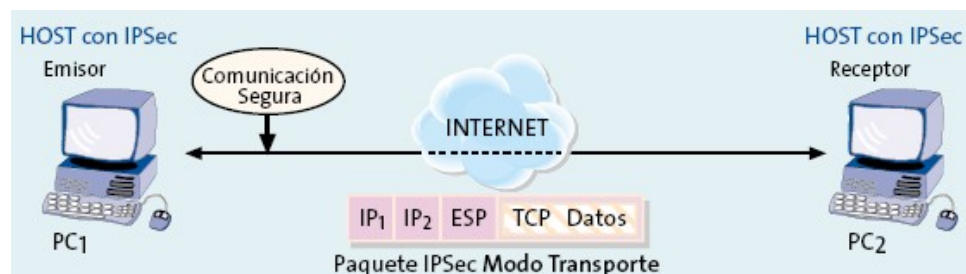 HOST con IPSec
Emisor
Comunicación
Segura
HOST con IPSec
Receptor
INTERNET
PC1
IP1 IP2 ESP TCP Datos
PC2
Paquete IPSec Modo Transporte